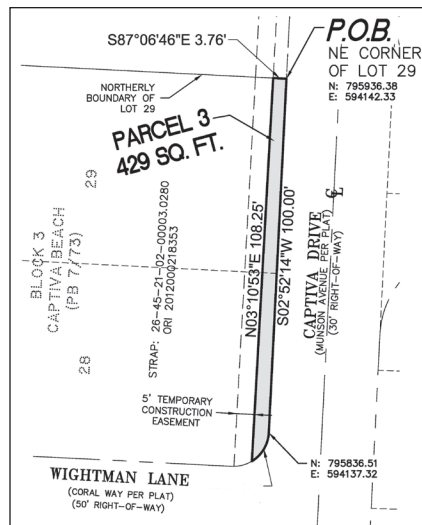 S87°06'46"E 3.76'
P.O.B.
NE CORNER
OF LOT 29
N: 795936.38
E: 594142.33
NORTHERLY
BOUNDARY OF
LOT 29
PARCEL 3
429 SQ. FT.
29
BLOCK 3
CAPTIVA BEACH
(PB 7/73)
28
STRAP: 26-45-21-02-00003.0280
ORI 2012000218353
N03°10'53"E 108.25'
S02°52'14"W 100.00'
CAPTIVA DRIVE
(MUNSON AVENUE PER PLAT)
(30' RIGHT-OF-WAY)
℄
5' TEMPORARY
CONSTRUCTION
EASEMENT
N: 795836.51
E: 594137.32
WIGHTMAN LANE
(CORAL WAY PER PLAT)
(50' RIGHT-OF-WAY)